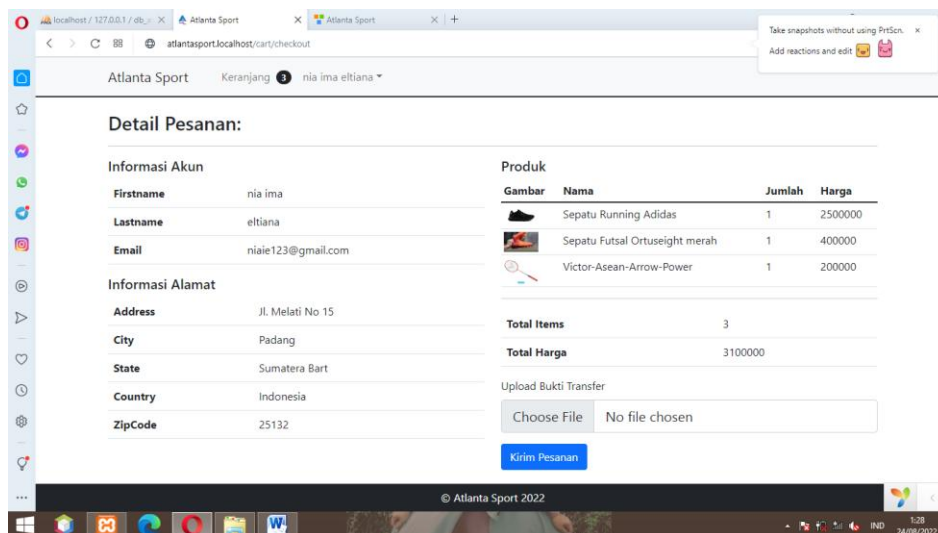 localhost / 127.0.0.1 / db_
Atlanta Sport
Atlanta Sport
atlantasport.localhost/cart/checkout
Take snapshots without using PrtScn.
Add reactions and edit
Atlanta Sport Keranjang 3 nia ima eltiana
Detail Pesanan:
Informasi Akun
Firstname nia ima
Lastname eltiana
Email niaie123@gmail.com
Informasi Alamat
Address Jl. Melati No 15
City Padang
State Sumatera Bart
Country Indonesia
ZipCode 25132
Produk
Gambar Nama Jumlah Harga
Sepatu Running Adidas 1 2500000
Sepatu Futsal Ortuseight merah 1 400000
Victor-Asean-Arrow-Power 1 200000
Total Items 3
Total Harga 3100000
Upload Bukti Transfer
Choose File No file chosen
Kirim Pesanan
© Atlanta Sport 2022
IND
1:28
24/08/2022